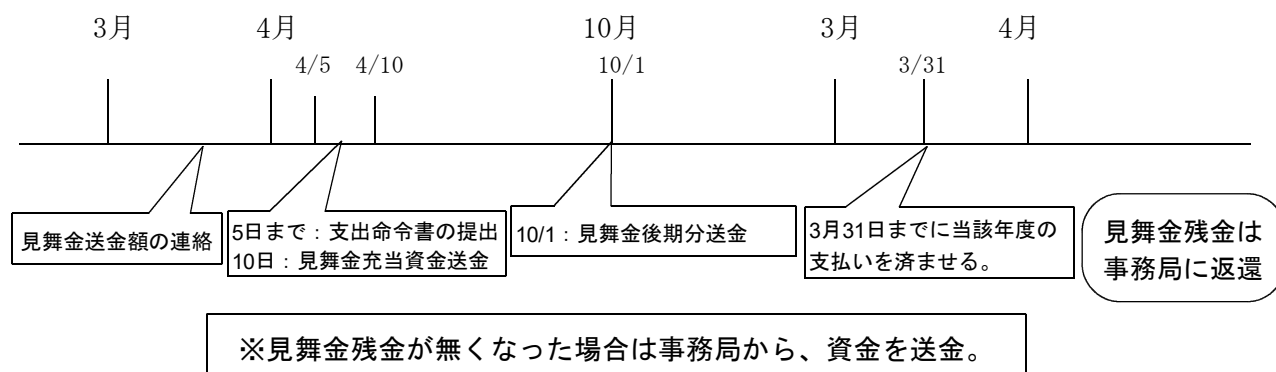 3月
4月
10月
3月
4月
4/5
4/10
10/1
3/31
見舞金送金額の連絡
5日まで：支出命令書の提出
10日：見舞金充当資金送金
10/1：見舞金後期分送金
3月31日までに当該年度の
支払いを済ませる。
見舞金残金は
事務局に返還
※見舞金残金が無くなった場合は事務局から、資金を送金。